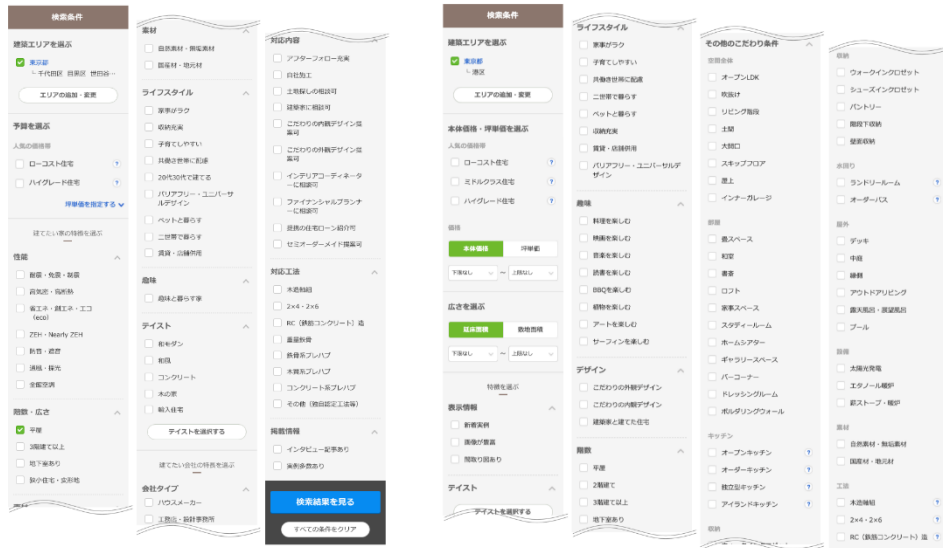 検索条件
建築エリアを選ぶ
東京都
千代田区 目黒区 世田谷…
エリアの追加・変更
予算を選ぶ
人気の価格帯
ローコスト住宅 ?
ハイグレード住宅 ?
坪単価を指定する
建てたい家の特徴を選ぶ
性能
耐震・免震・制震
高気密・高断熱
省エネ・創エネ・エコ
(eco)
ZEH・Nearly ZEH
防音・遮音
通風・採光
全館空調
階数・広さ
平屋
3階建て以上
地下室あり
狭小住宅・変形地
素材
自然素材・無垢素材
国産材・地元材
ライフスタイル
家事がラク
収納充実
子育てしやすい
共働き世帯に配慮
20代30代で建てる
バリアフリー・ユニバーサ
ルデザイン
ペットと暮らす
二世帯で暮らす
賃貸・店舗併用
趣味
趣味と暮らす家
テイスト
和モダン
和風
コンクリート
木の家
輸入住宅
テイストを選択する
建てたい会社の特長を選ぶ
会社タイプ
ハウスメーカー
工務店・設計事務所
対応内容
アフターフォロー充実
自社施工
土地探しの相談可
建築家に相談可
こだわりの内観デザイン提
案可
こだわりの外観デザイン提
案可
インテリアコーディネータ
ーに相談可
ファイナンシャルプランナ
ーに相談可
提携の住宅ローン紹介可
セミオーダーメイド提案可
対応工法
木造軸組
2×4・2×6
RC(鉄筋コンクリート)造
重量鉄骨
鉄骨系プレハブ
木質系プレハブ
コンクリート系プレハブ
その他(独自認定工法等)
掲載情報
インタビュー記事あり
実例多数あり
検索結果を見る
すべての条件をクリア
検索条件
建築エリアを選ぶ
東京都
港区
エリアの追加・変更
本体価格・坪単価を選ぶ
人気の価格帯
ローコスト住宅 ?
ミドルクラス住宅 ?
ハイグレード住宅 ?
価格
本体価格 坪単価
下限なし ~ 上限なし
広さを選ぶ
延床面積 敷地面積
下限なし ~ 上限なし
特徴を選ぶ
表示情報
新着実例
画像が豊富
間取り図あり
テイスト
テイストを選択する
ライフスタイル
家事がラク
子育てしやすい
共働き世帯に配慮
二世帯で暮らす
ペットと暮らす
収納充実
賃貸・店舗併用
バリアフリー・ユニバーサルデ
ザイン
趣味
料理を楽しむ
映画を楽しむ
音楽を楽しむ
読書を楽しむ
BBQを楽しむ
植物を楽しむ
アートを楽しむ
サーフィンを楽しむ
デザイン
こだわりの外観デザイン
こだわりの内観デザイン
建築家と建てた住宅
階数
平屋
2階建て
3階建て以上
地下室あり
その他のこだわり条件
空間全体
オープンLDK
吹抜け
リビング階段
土間
大開口
スキップフロア
屋上
インナーガレージ
部屋
畳スペース
和室
書斎
ロフト
家事スペース
スタディールーム
ホームシアター
ギャラリースペース
バーコーナー
ドレッシングルーム
ボルダリングウォール
キッチン
オープンキッチン ?
オーダーキッチン ?
独立型キッチン ?
アイランドキッチン ?
収納
収納
ウォークインクロゼット
シューズインクロゼット
パントリー
階段下収納
壁面収納
水回り
ランドリールーム ?
オーダーバス ?
屋外
デッキ
中庭
縁側
アウトドアリビング
露天風呂・展望風呂
プール
設備
太陽光発電
エタノール暖炉
薪ストーブ・暖炉
素材
自然素材・無垢素材
国産材・地元材
工法
木造軸組 ?
2×4・2×6 ?
RC(鉄筋コンクリート)造 ?